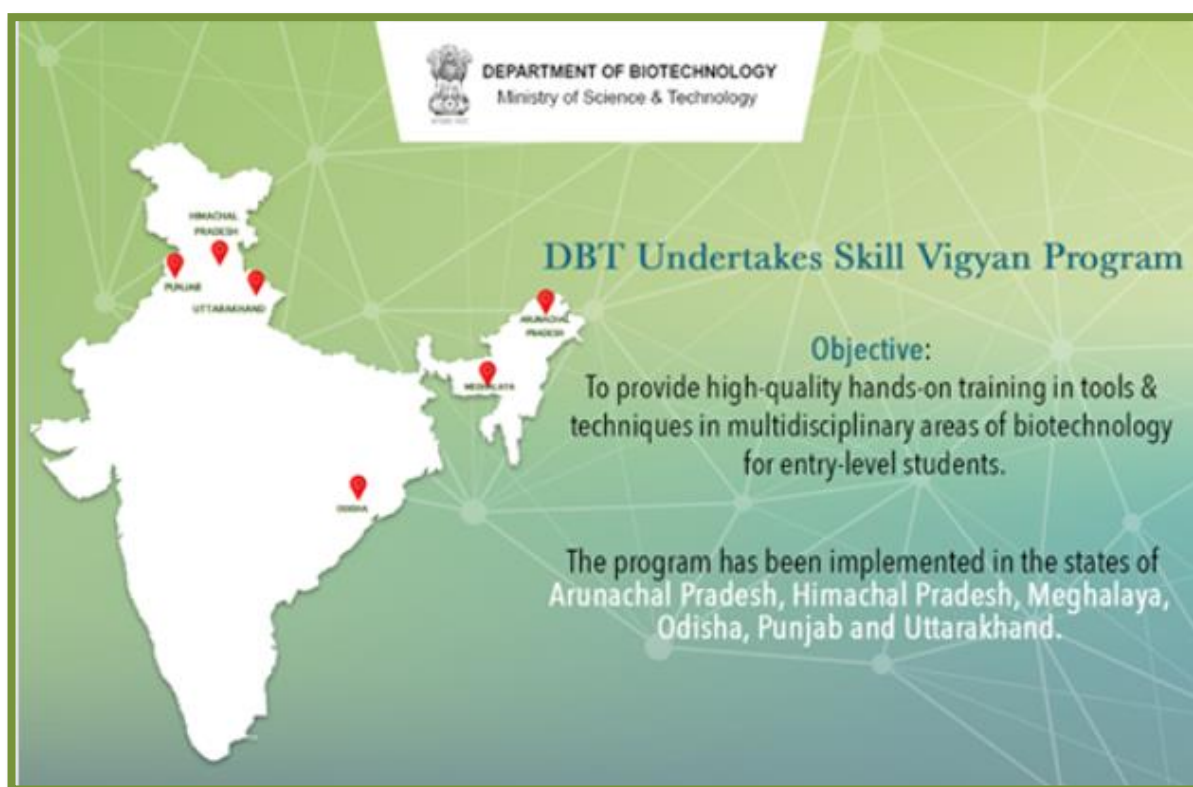 DEPARTMENT OF BIOTECHNOLOGY
Ministry of Science & Technology
HIMACHAL
PRADESH
PUNJAB
UTTARAKHAND
ARUNACHAL
PRADESH
MEGHALAYA
ODISHA
DBT Undertakes Skill Vigyan Program
Objective:
To provide high-quality hands-on training in tools &
techniques in multidisciplinary areas of biotechnology
for entry-level students.
The program has been implemented in the states of
Arunachal Pradesh, Himachal Pradesh, Meghalaya,
Odisha, Punjab and Uttarakhand.